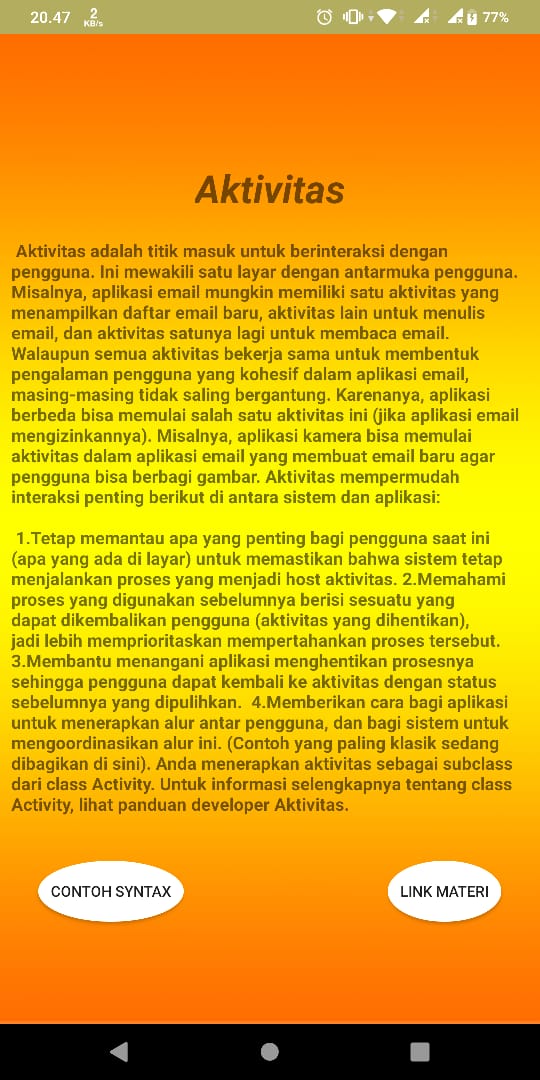 20.47 2 KB/s 77%
Aktivitas
Aktivitas adalah titik masuk untuk berinteraksi dengan
pengguna. Ini mewakili satu layar dengan antarmuka pengguna.
Misalnya, aplikasi email mungkin memiliki satu aktivitas yang
menampilkan daftar email baru, aktivitas lain untuk menulis
email, dan aktivitas satunya lagi untuk membaca email.
Walaupun semua aktivitas bekerja sama untuk membentuk
pengalaman pengguna yang kohesif dalam aplikasi email,
masing-masing tidak saling bergantung. Karenanya, aplikasi
berbeda bisa memulai salah satu aktivitas ini (jika aplikasi email
mengizinkannya). Misalnya, aplikasi kamera bisa memulai
aktivitas dalam aplikasi email yang membuat email baru agar
pengguna bisa berbagi gambar. Aktivitas mempermudah
interaksi penting berikut di antara sistem dan aplikasi:
1.Tetap memantau apa yang penting bagi pengguna saat ini
(apa yang ada di layar) untuk memastikan bahwa sistem tetap
menjalankan proses yang menjadi host aktivitas. 2.Memahami
proses yang digunakan sebelumnya berisi sesuatu yang
dapat dikembalikan pengguna (aktivitas yang dihentikan),
jadi lebih memprioritaskan mempertahankan proses tersebut.
3.Membantu menangani aplikasi menghentikan prosesnya
sehingga pengguna dapat kembali ke aktivitas dengan status
sebelumnya yang dipulihkan. 4.Memberikan cara bagi aplikasi
untuk menerapkan alur antar pengguna, dan bagi sistem untuk
mengoordinasikan alur ini. (Contoh yang paling klasik sedang
dibagikan di sini). Anda menerapkan aktivitas sebagai subclass
dari class Activity. Untuk informasi selengkapnya tentang class
Activity, lihat panduan developer Aktivitas.
CONTOH SYNTAX LINK MATERI